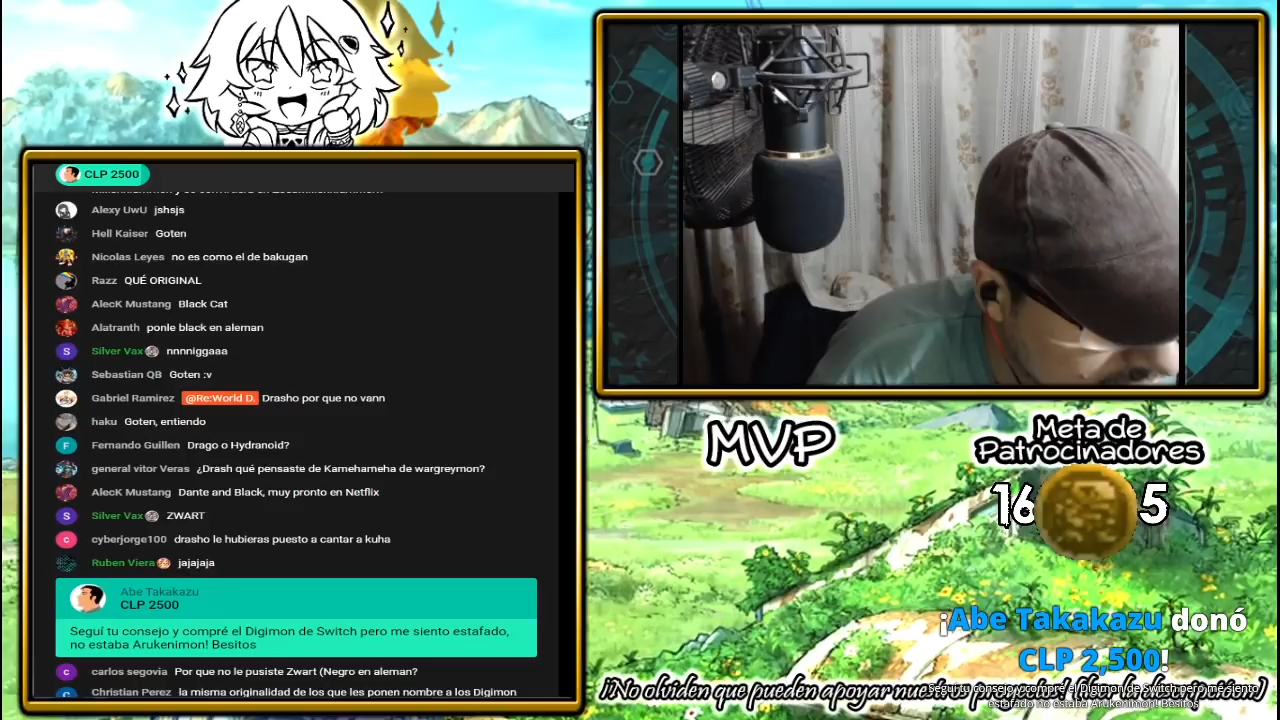 CLP 2500
Alexy UwU jshsjs
Hell Kaiser Goten
Nicolas Leyes no es como el de bakugan
Razz QUÉ ORIGINAL
AlecK Mustang Black Cat
Alatranth ponle black en aleman
S Silver Vax nnnniggaaa
Sebastian QB Goten :v
Gabriel Ramirez @Re:World D. Drasho por que no vann
haku Goten, entiendo
F Fernando Guillen Drago o Hydranoid?
general vitor Veras ¿Drash qué pensaste de Kamehameha de wargreymon?
AlecK Mustang Dante and Black, muy pronto en Netflix
S Silver Vax ZWART
c cyberjorge100 drasho le hubieras puesto a cantar a kuha
Ruben Viera jajajaja
Abe Takakazu
CLP 2500
Seguí tu consejo y compré el Digimon de Switch pero me siento estafado,
no estaba Arukenimon! Besitos
c carlos segovia Por que no le pusiste Zwart (Negro en aleman?
C Christian Perez la misma originalidad de los que les ponen nombre a los Digimon
MVP
Meta de
Patrocinadores
16 5
¡Abe Takakazu donó
CLP 2,500!
Seguí tu consejo y compré el Digimon de Switch pero me siento
estafado no estaba Arukenimon! Besitos
¡No olviden que pueden apoyar nuestros